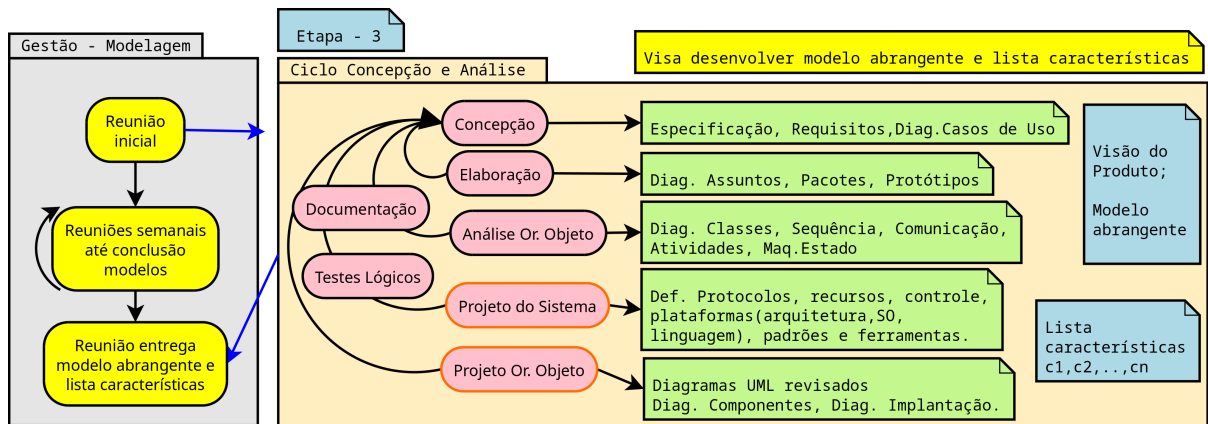 Etapa - 3
Gestão - Modelagem
Visa desenvolver modelo abrangente e lista características
Ciclo Concepção e Análise
Reunião
inicial
Reuniões semanais
até conclusão
modelos
Reunião entrega
modelo abrangente e
lista características
Concepção
Especificação, Requisitos,Diag.Casos de Uso
Elaboração
Diag. Assuntos, Pacotes, Protótipos
Documentação
Análise Or. Objeto
Diag. Classes, Sequência, Comunicação,
Atividades, Maq.Estado
Testes Lógicos
Projeto do Sistema
Def. Protocolos, recursos, controle,
plataformas(arquitetura,SO,
linguagem), padrões e ferramentas.
Projeto Or. Objeto
Diagramas UML revisados
Diag. Componentes, Diag. Implantação.
Visão do
Produto;
Modelo
abrangente
Lista
características
c1,c2,..,cn